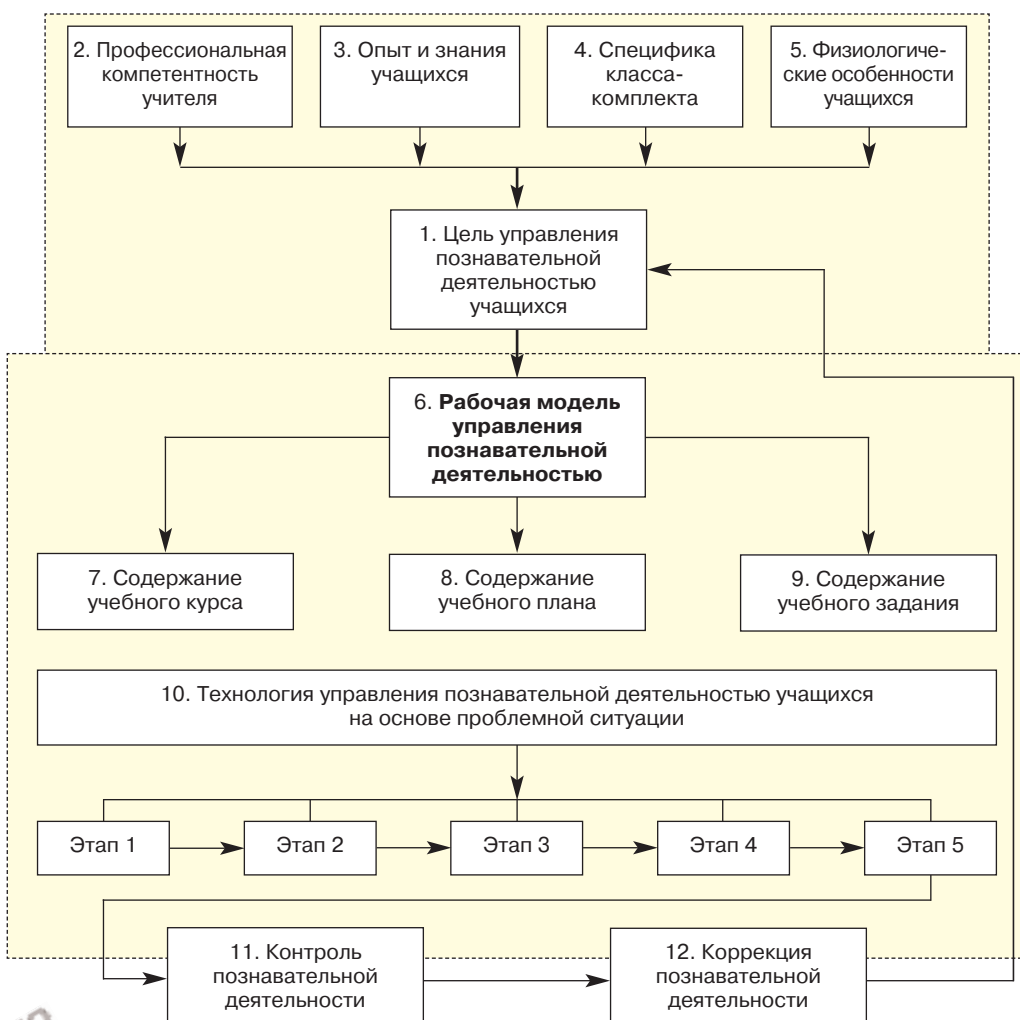 2. Профессиональная
компетентность
учителя
3. Опыт и знания
учащихся
4. Специфика
класса-
комплекта
5. Физиологиче-
ские особенности
учащихся
1. Цель управления
познавательной
деятельностью
учащихся
6. Рабочая модель
управления
познавательной
деятельностью
7. Содержание
учебного курса
8. Содержание
учебного плана
9. Содержание
учебного задания
10. Технология управления познавательной деятельностью учащихся
на основе проблемной ситуации
Этап 1
Этап 2
Этап 3
Этап 4
Этап 5
11. Контроль
познавательной
деятельности
12. Коррекция
познавательной
деятельности